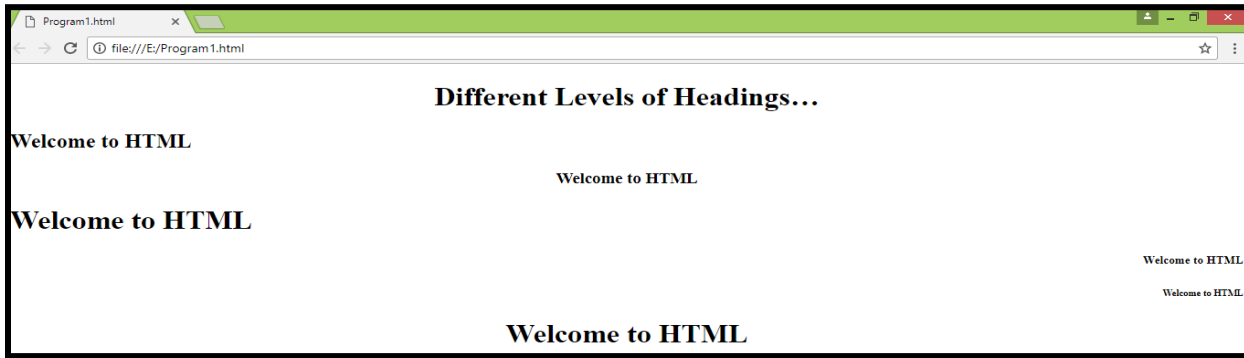 Program1.html
file:///E:/Program1.html
Different Levels of Headings…
Welcome to HTML
Welcome to HTML
Welcome to HTML
Welcome to HTML
Welcome to HTML
Welcome to HTML